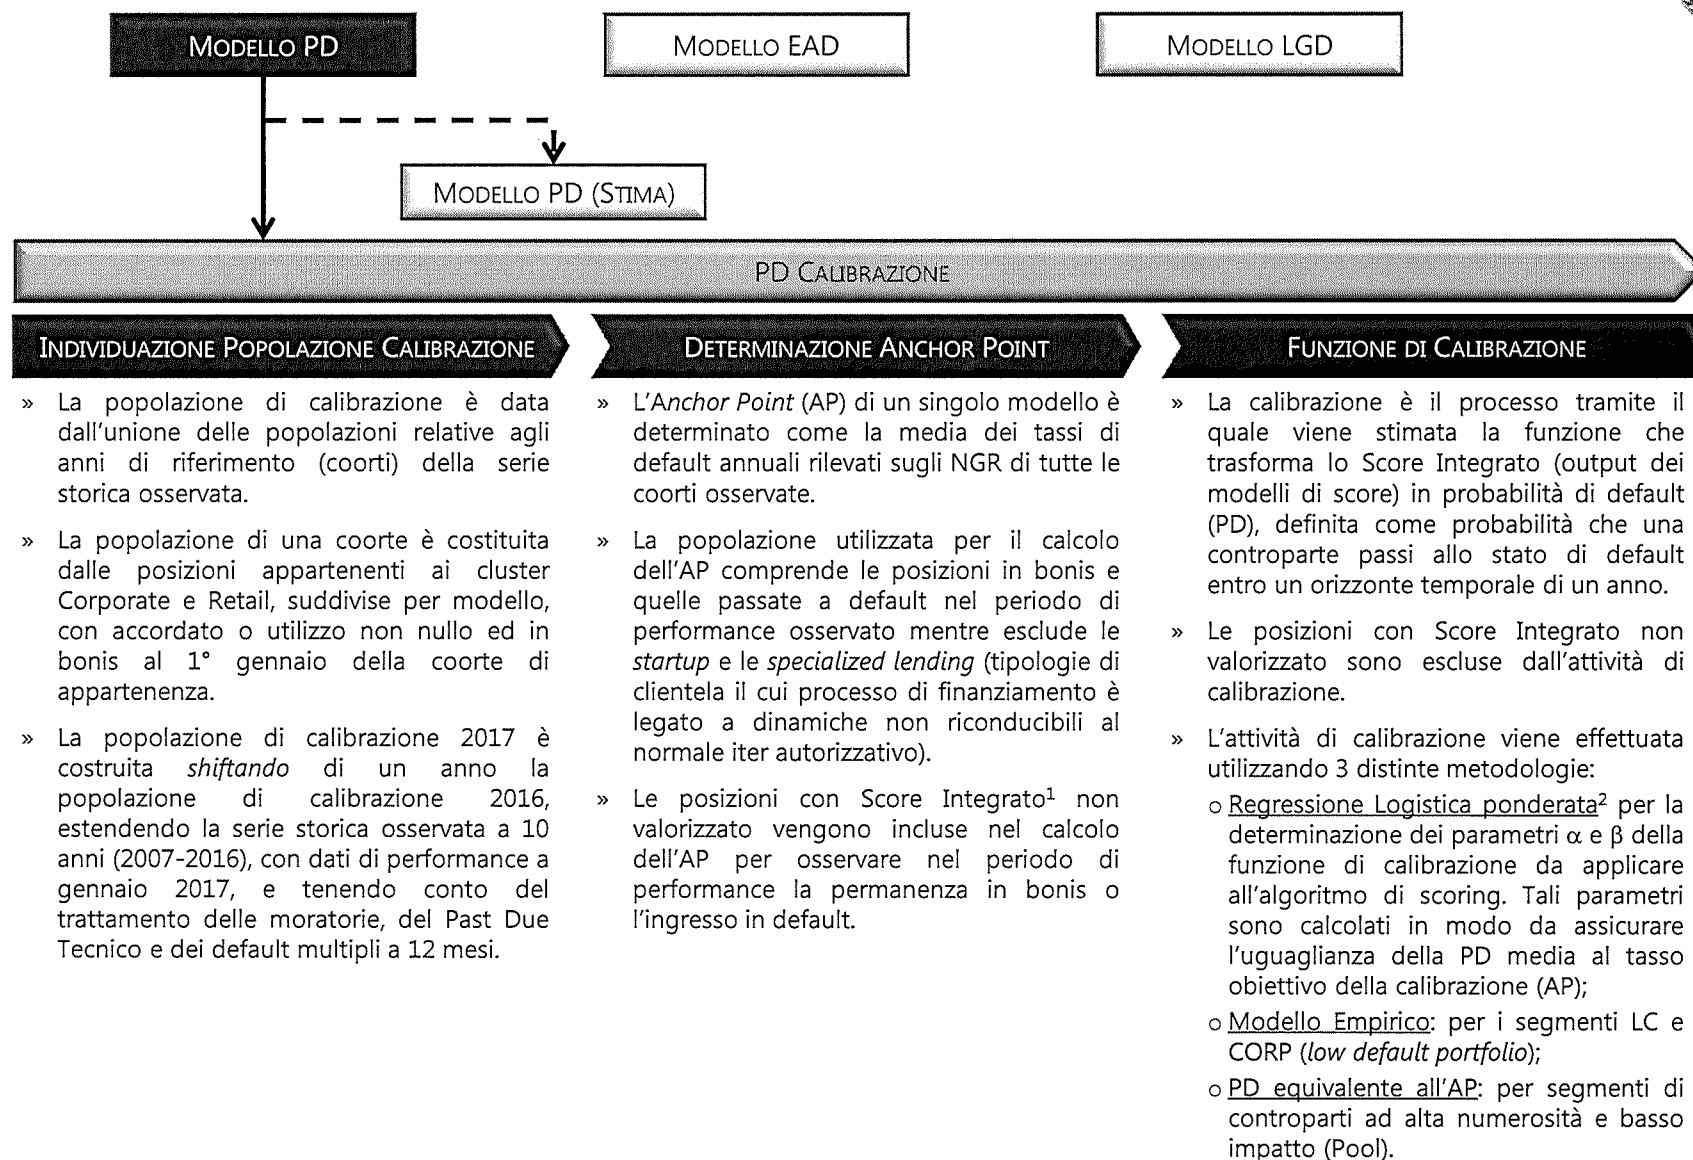 MODELLO PD
MODELLO EAD
MODELLO LGD
MODELLO PD (STIMA)
PD CALIBRAZIONE
INDIVIDUAZIONE POPOLAZIONE CALIBRAZIONE
» La popolazione di calibrazione è data
dall'unione delle popolazioni relative agli
anni di riferimento (coorti) della serie
storica osservata.
» La popolazione di una coorte è costituita
dalle posizioni appartenenti ai cluster
Corporate e Retail, suddivise per modello,
con accordato o utilizzo non nullo ed in
bonis al 1° gennaio della coorte di
appartenenza.
» La popolazione di calibrazione 2017 è
costruita shiftando di un anno la
popolazione di calibrazione 2016,
estendendo la serie storica osservata a 10
anni (2007-2016), con dati di performance a
gennaio 2017, e tenendo conto del
trattamento delle moratorie, del Past Due
Tecnico e dei default multipli a 12 mesi.
DETERMINAZIONE ANCHOR POINT
» L'Anchor Point (AP) di un singolo modello è
determinato come la media dei tassi di
default annuali rilevati sugli NGR di tutte le
coorti osservate.
» La popolazione utilizzata per il calcolo
dell'AP comprende le posizioni in bonis e
quelle passate a default nel periodo di
performance osservato mentre esclude le
startup e le specialized lending (tipologie di
clientela il cui processo di finanziamento è
legato a dinamiche non riconducibili al
normale iter autorizzativo).
» Le posizioni con Score Integrato¹ non
valorizzato vengono incluse nel calcolo
dell'AP per osservare nel periodo di
performance la permanenza in bonis o
l'ingresso in default.
FUNZIONE DI CALIBRAZIONE
» La calibrazione è il processo tramite il
quale viene stimata la funzione che
trasforma lo Score Integrato (output dei
modelli di score) in probabilità di default
(PD), definita come probabilità che una
controparte passi allo stato di default
entro un orizzonte temporale di un anno.
» Le posizioni con Score Integrato non
valorizzato sono escluse dall'attività di
calibrazione.
» L'attività di calibrazione viene effettuata
utilizzando 3 distinte metodologie:
o Regressione Logistica ponderata² per la
determinazione dei parametri α e β della
funzione di calibrazione da applicare
all'algoritmo di scoring. Tali parametri
sono calcolati in modo da assicurare
l'uguaglianza della PD media al tasso
obiettivo della calibrazione (AP);
o Modello Empirico: per i segmenti LC e
CORP (low default portfolio);
o PD equivalente all'AP: per segmenti di
controparti ad alta numerosità e basso
impatto (Pool).